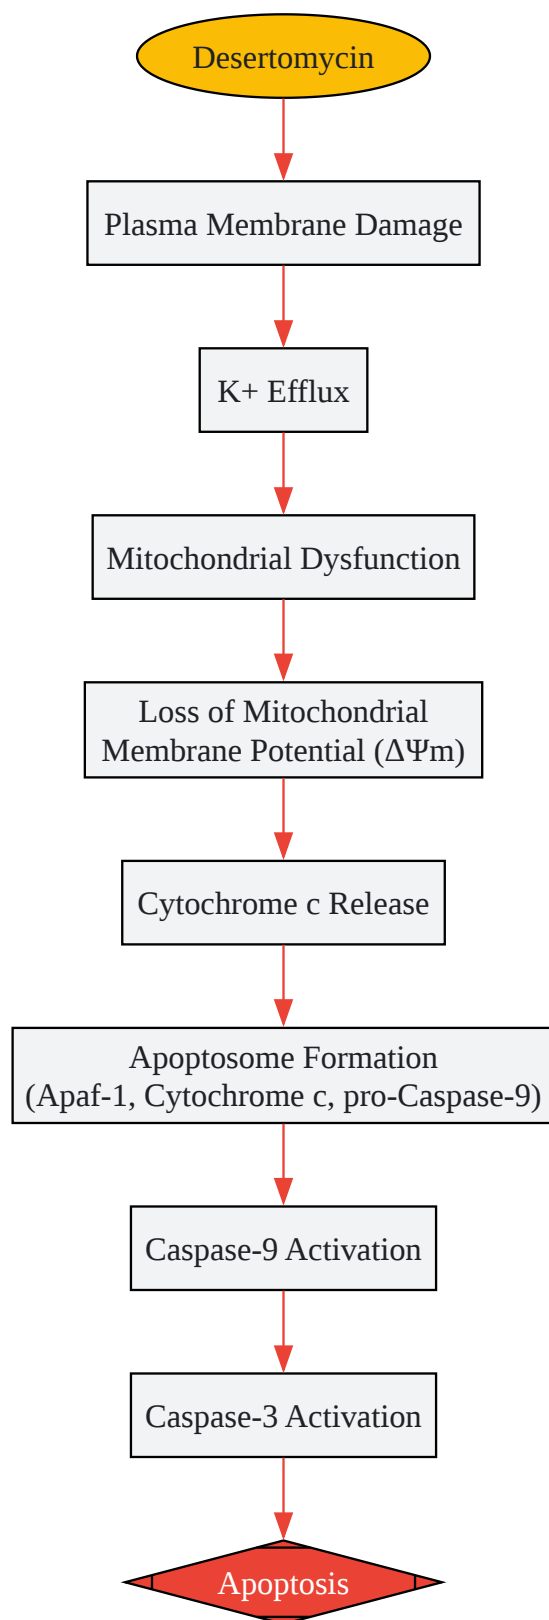 Desertomycin
Plasma Membrane Damage
K+ Efflux
Mitochondrial Dysfunction
Loss of Mitochondrial
Membrane Potential (ΔΨm)
Cytochrome c Release
Apoptosome Formation
(Apaf-1, Cytochrome c, pro-Caspase-9)
Caspase-9 Activation
Caspase-3 Activation
Apoptosis